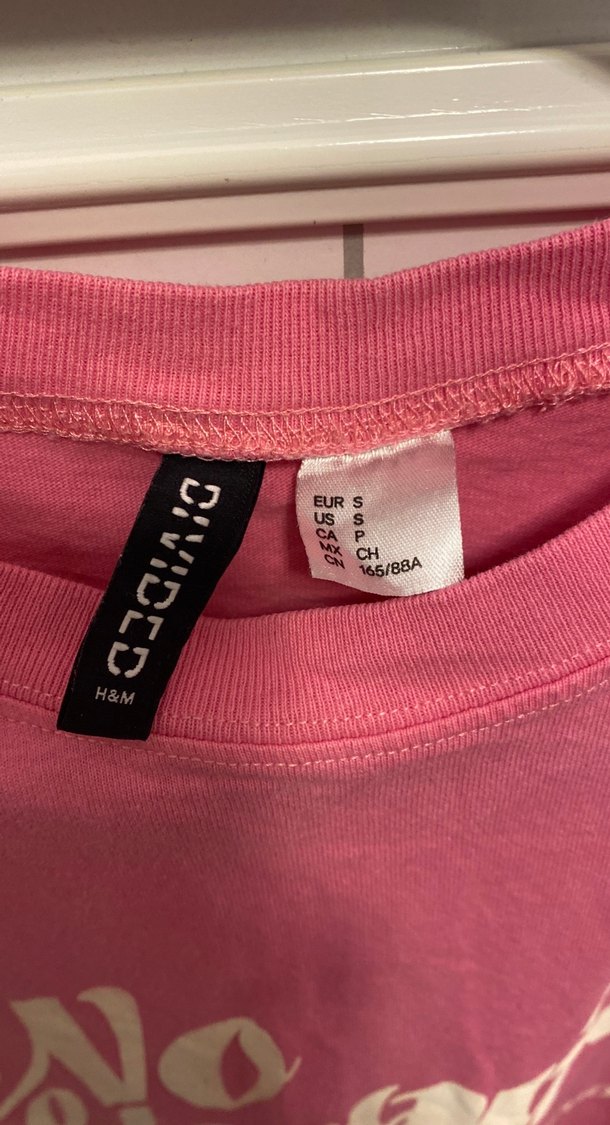 DIVIDED
H&M
EUR S
US S
CA P
MX CH
CN 165/88A
No